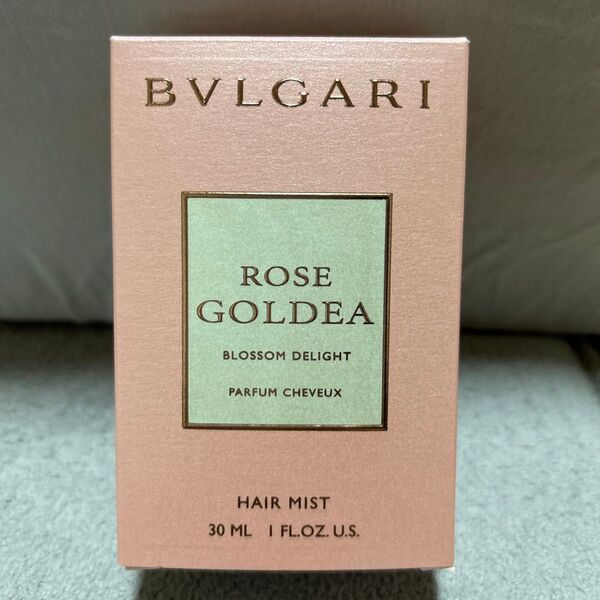 BVLGARI
ROSE
GOLDEA
BLOSSOM DELIGHT
PARFUM CHEVEUX
HAIR MIST
30 ML 1 FL.OZ. U.S.